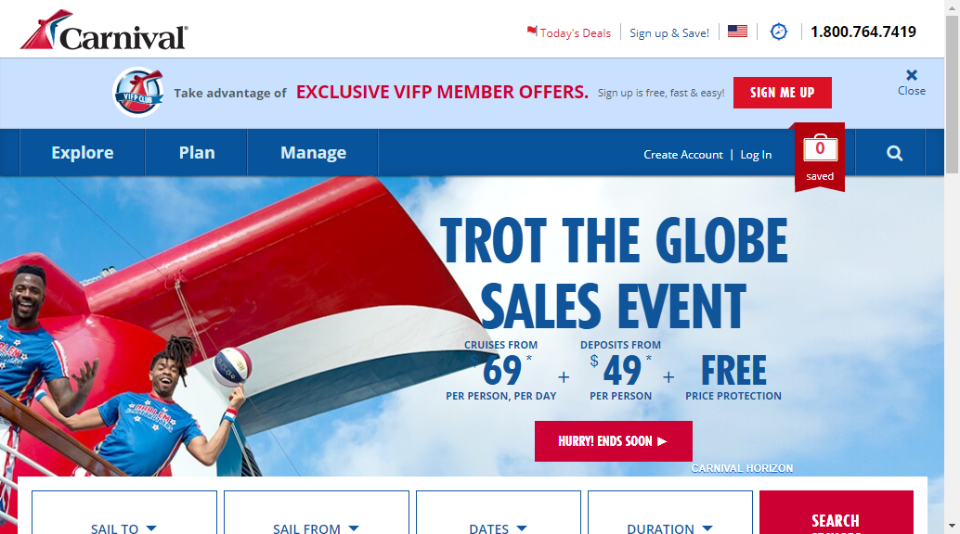 Carnival
Today's Deals
Sign up & Save!
1.800.764.7419
VIFP CLUB
Take advantage of EXCLUSIVE VIFP MEMBER OFFERS. Sign up is free, fast & easy!
SIGN ME UP
Close
Explore
Plan
Manage
Create Account | Log In
0
saved
TROT THE GLOBE
SALES EVENT
CRUISES FROM
$69*
PER PERSON, PER DAY
+
DEPOSITS FROM
$49*
PER PERSON
+
FREE
PRICE PROTECTION
HURRY! ENDS SOON
CARNIVAL HORIZON
SAIL TO
SAIL FROM
DATES
DURATION
SEARCH